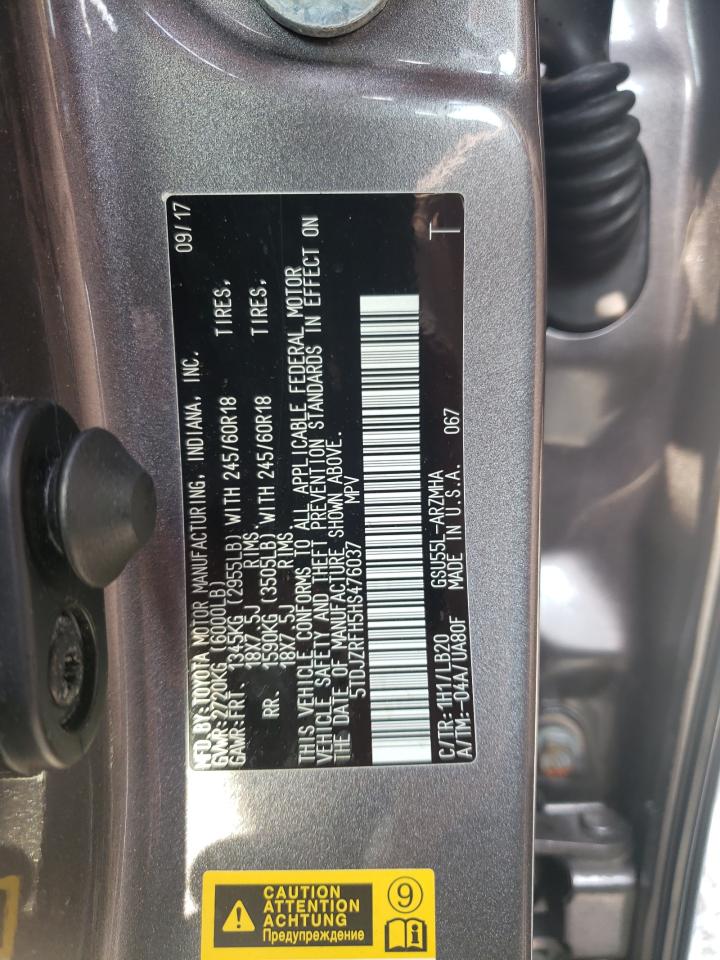 MFD.BY:TOYOTA MOTOR MANUFACTURING, INDIANA, INC. 09/17
GVWR:2720KG (6000LB)
GAWR:FRT. 1345KG (2955LB) WITH 245/60R18 TIRES,
18X7.5J RIMS
RR. 1590KG (3505LB) WITH 245/60R18 TIRES,
18X7.5J RIMS
THIS VEHICLE CONFORMS TO ALL APPLICABLE FEDERAL MOTOR
VEHICLE SAFETY AND THEFT PREVENTION STANDARDS IN EFFECT ON
THE DATE OF MANUFACTURE SHOWN ABOVE.
5TDJZRFH5HS476037 MPV
C/TR:1H1/LB20 GSU55L-ARZMHA T
A/TM:-04A/UA80F MADE IN U.S.A. 067
CAUTION
ATTENTION
ACHTUNG
Предупреждение
9
i